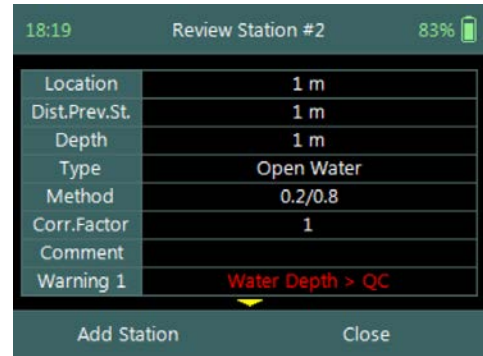 18:19 Review Station #2 83%
Location 1 m
Dist.Prev.St. 1 m
Depth 1 m
Type Open Water
Method 0.2/0.8
Corr.Factor 1
Comment
Warning 1 Water Depth > QC
Add Station Close